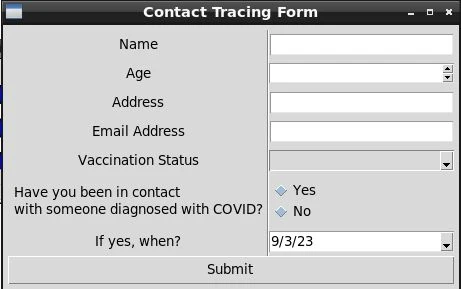 Contact Tracing Form
Name
Age
Address
Email Address
Vaccination Status
Have you been in contact
with someone diagnosed with COVID?
Yes
No
If yes, when?
9/3/23
Submit